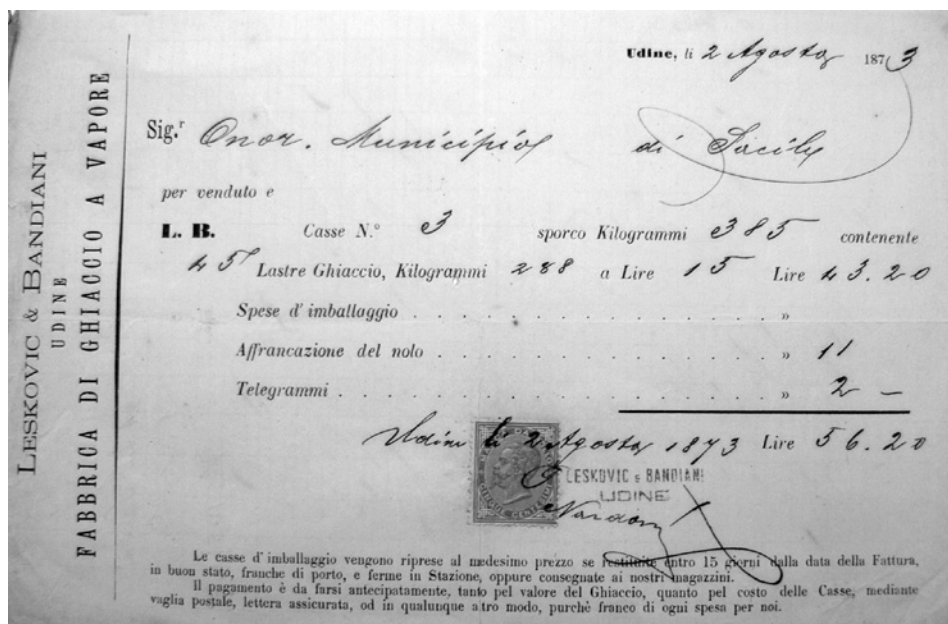 LESKOVIC & BANDIANI
UDINE
FABBRICA DI GHIACCIO A VAPORE
Udine, li 2 Agosto 1873
Sig.r Onor. Municipio di Sacile
per venduto e
L. B. Casse N.° 3 sporco Kilogrammi 385 contenente
45 Lastre Ghiaccio, Kilogrammi 288 a Lire 15 Lire 43.20
Spese d' imballaggio . . . . . . . . . . . . . . . . . »
Affrancazione del nolo . . . . . . . . . . . . . . . . » 11
Telegrammi . . . . . . . . . . . . . . . . . . . . . » 2 —
Udine li 2 Agosto 1873 Lire 56.20
LESKOVIC & BANDIANI
UDINE
CINQUE CENTESIMI
Le casse d' imballaggio vengono riprese al medesimo prezzo se restituite entro 15 giorni dalla data della Fattura,
in buon stato, franche di porto, e ferme in Stazione, oppure consegnate ai nostri magazzini.
Il pagamento è da farsi antecipatamente, tanto pel valore del Ghiaccio, quanto pel costo delle Casse, mediante
vaglia postale, lettera assicurata, od in qualunque altro modo, purchè franco di ogni spesa per noi.